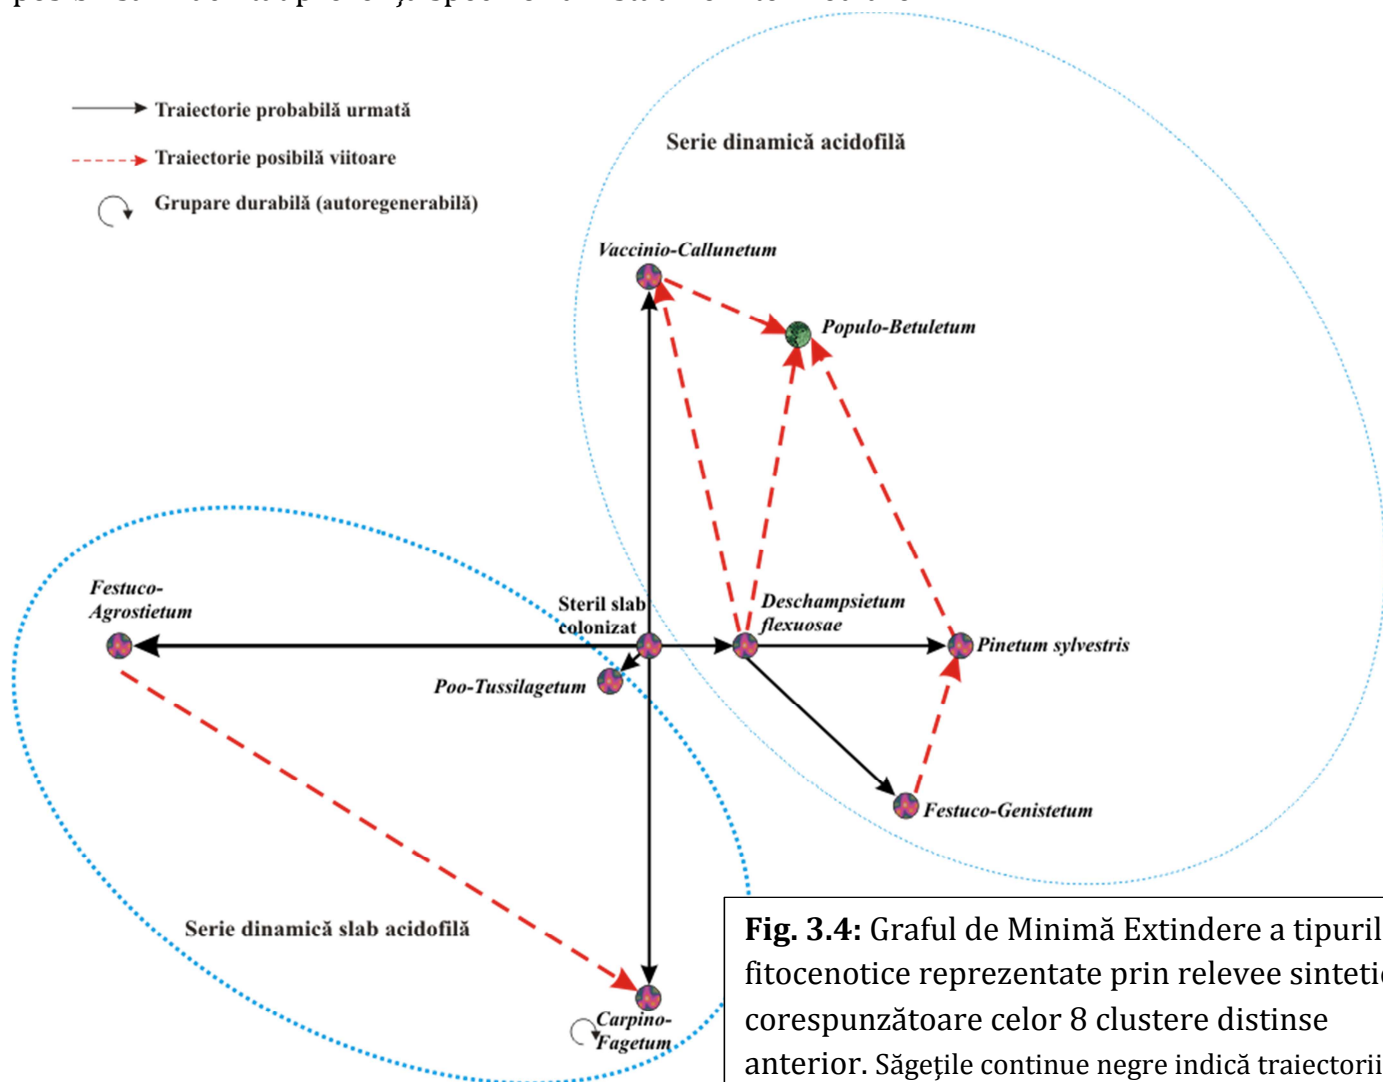 Traiectorie probabilă urmată
Serie dinamică acidofilă
Traiectorie posibilă viitoare
Grupare durabilă (autoregenerabilă)
Vaccinio-Callunetum
Populo-Betuletum
Festuco-
Agrostietum
Steril slab
colonizat
Deschampsietum
flexuosae
Pinetum sylvestris
Poo-Tussilagetum
Festuco-Genistetum
Serie dinamică slab acidofilă
Carpino-
Fagetum
Fig. 3.4: Graful de Minimă Extindere a tipuril
fitocenotice reprezentate prin relevee sintetic
corespunzătoare celor 8 clustere distinse
anterior. Săgețile continue negre indică traiectorii